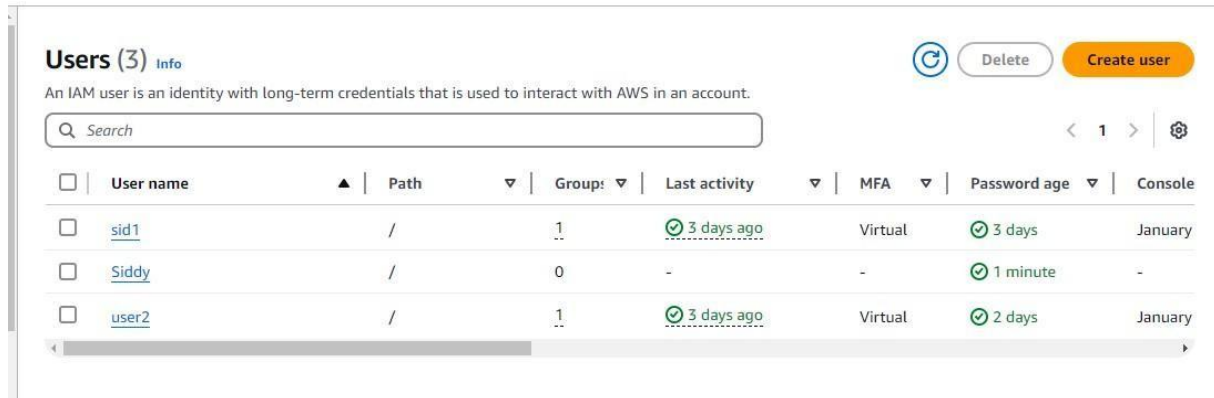 Users (3) Info
Delete
Create user
An IAM user is an identity with long-term credentials that is used to interact with AWS in an account.
Search
1
User name Path Groups Last activity MFA Password age Console
sid1 / 1 3 days ago Virtual 3 days January
Siddy / 0 - - 1 minute -
user2 / 1 3 days ago Virtual 2 days January